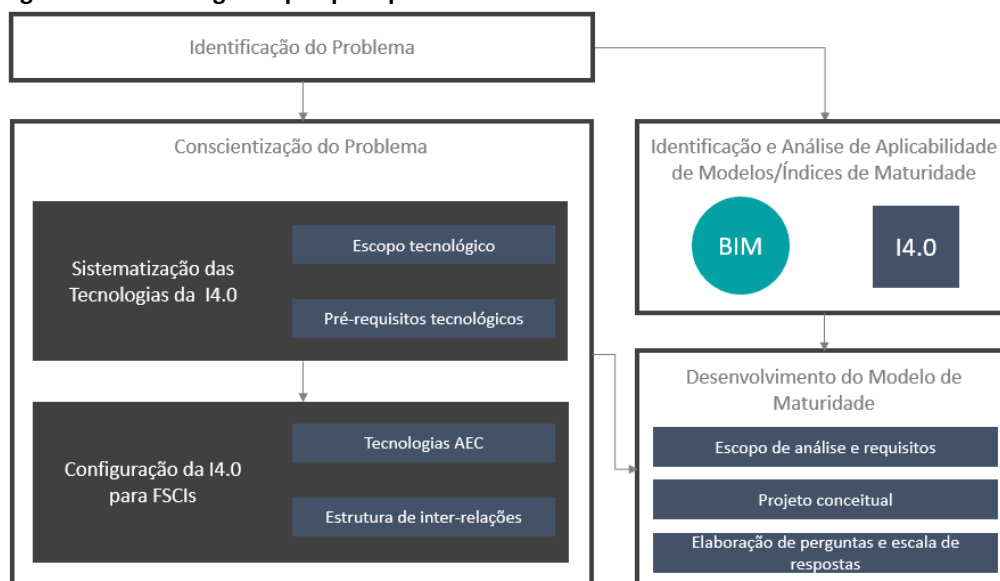 Identificação do Problema
Conscientização do Problema
Sistematização das
Tecnologias da I4.0
Escopo tecnológico
Pré-requisitos tecnológicos
Configuração da I4.0
para FSCIs
Tecnologias AEC
Estrutura de inter-relações
Identificação e Análise de Aplicabilidade
de Modelos/Índices de Maturidade
BIM
I4.0
Desenvolvimento do Modelo de
Maturidade
Escopo de análise e requisitos
Projeto conceitual
Elaboração de perguntas e escala de
respostas